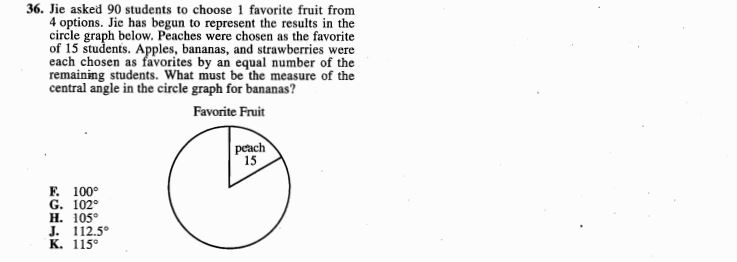 36. Jie asked 90 students to choose 1 favorite fruit from
4 options. Jie has begun to represent the results in the
circle graph below. Peaches were chosen as the favorite
of 15 students. Apples, bananas, and strawberries were
each chosen as favorites by an equal number of the
remaining students. What must be the measure of the
central angle in the circle graph for bananas?
Favorite Fruit
peach
15
F. 100°
G. 102°
H. 105°
J. 112.5°
K. 115°